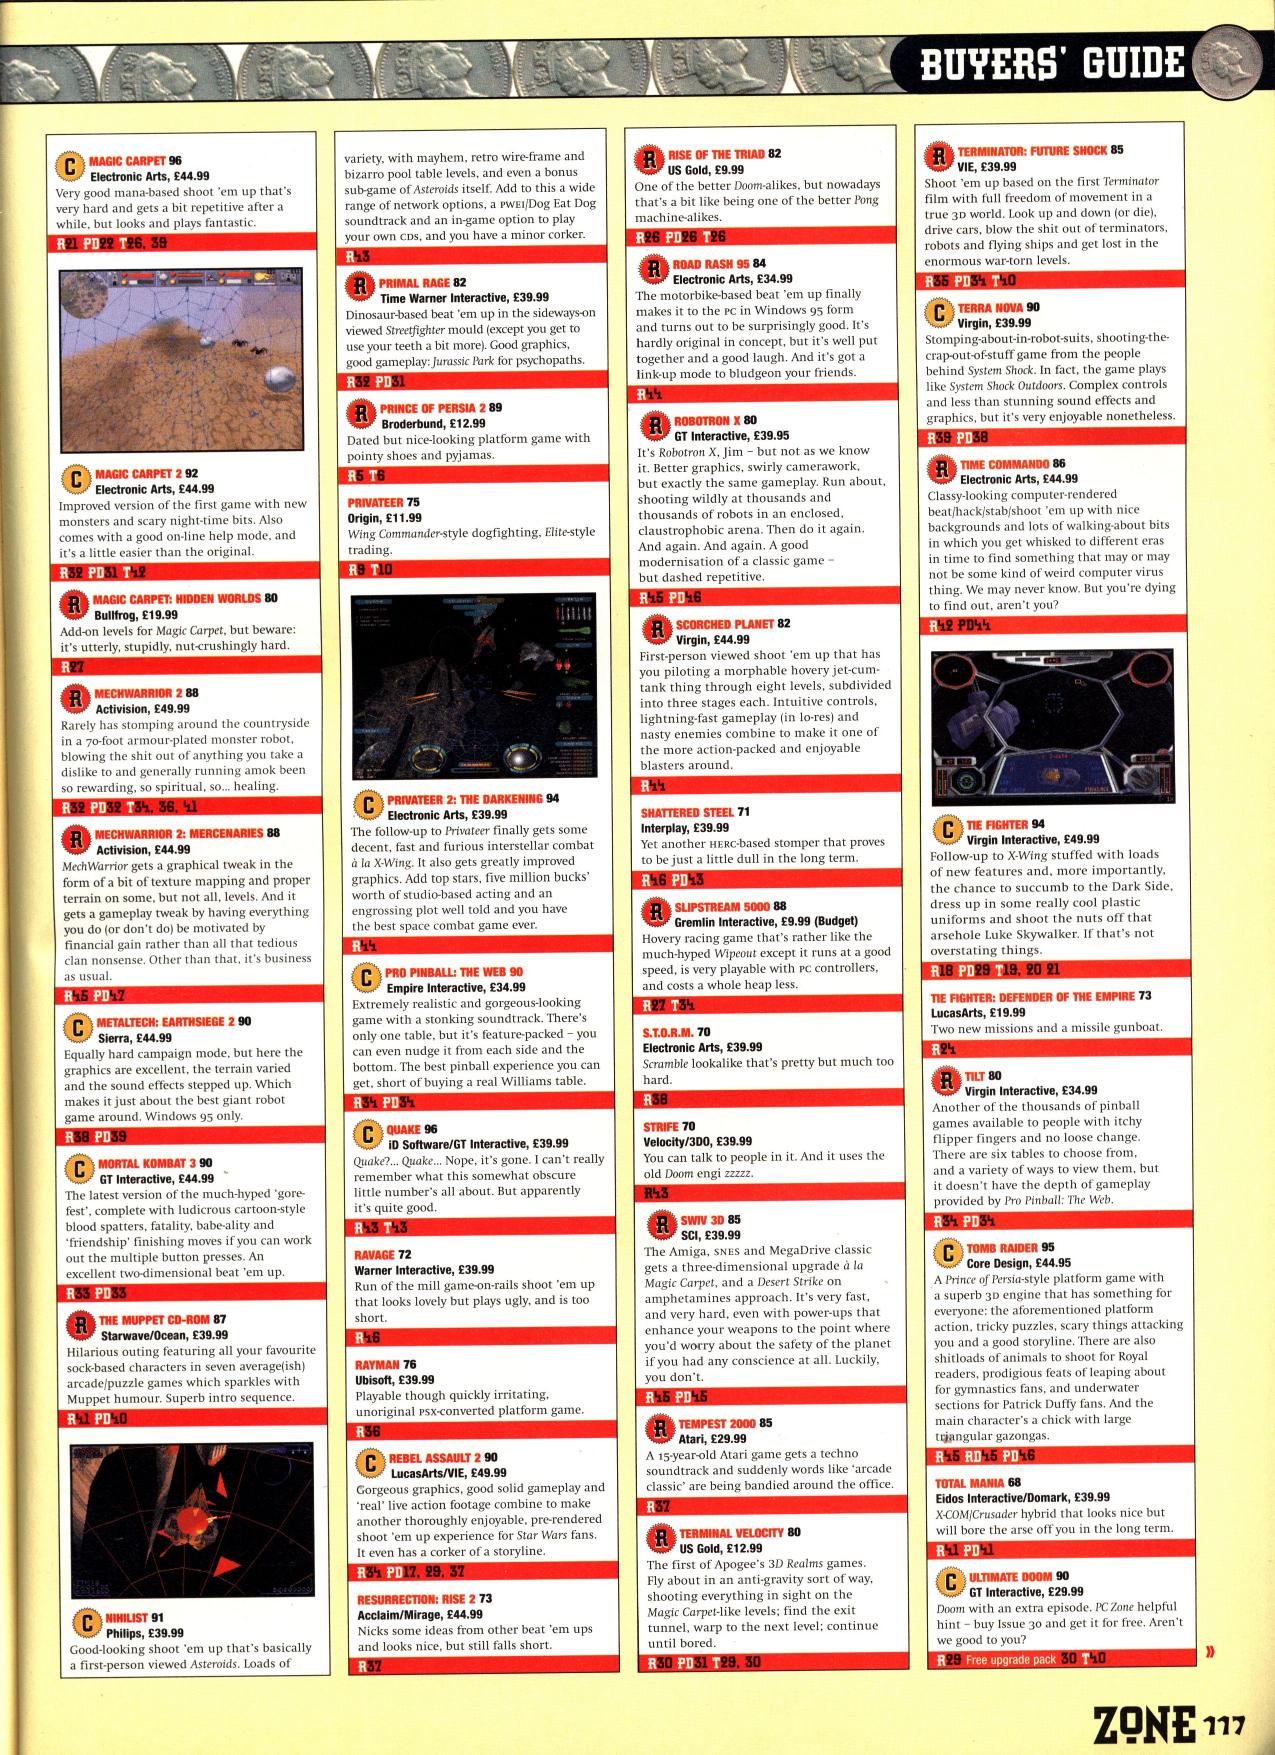 BUYERS' GUIDE
C MAGIC CARPET 96
Electronic Arts, £44.99
Very good mana-based shoot 'em up that's
very hard and gets a bit repetitive after a
while, but looks and plays fantastic.
R21 PD22 T26, 39
C MAGIC CARPET 2 92
Electronic Arts, £44.99
Improved version of the first game with new
monsters and scary night-time bits. Also
comes with a good on-line help mode, and
it's a little easier than the original.
R32 PD31 T42
R MAGIC CARPET: HIDDEN WORLDS 80
Bullfrog, £19.99
Add-on levels for Magic Carpet, but beware:
it's utterly, stupidly, nut-crushingly hard.
R27
R MECHWARRIOR 2 88
Activision, £49.99
Rarely has stomping around the countryside
in a 70-foot armour-plated monster robot,
blowing the shit out of anything you take a
dislike to and generally running amok been
so rewarding, so spiritual, so... healing.
R32 PD32 T34, 36, 41
R MECHWARRIOR 2: MERCENARIES 88
Activision, £44.99
MechWarrior gets a graphical tweak in the
form of a bit of texture mapping and proper
terrain on some, but not all, levels. And it
gets a gameplay tweak by having everything
you do (or don't do) be motivated by
financial gain rather than all that tedious
clan nonsense. Other than that, it's business
as usual.
R45 PD47
C METALTECH: EARTHSIEGE 2 90
Sierra, £44.99
Equally hard campaign mode, but here the
graphics are excellent, the terrain varied
and the sound effects stepped up. Which
makes it just about the best giant robot
game around. Windows 95 only.
R38 PD39
C MORTAL KOMBAT 3 90
GT Interactive, £44.99
The latest version of the much-hyped 'gore-
fest', complete with ludicrous cartoon-style
blood spatters, fatality, babe-ality and
'friendship' finishing moves if you can work
out the multiple button presses. An
excellent two-dimensional beat 'em up.
R33 PD33
R THE MUPPET CD-ROM 87
Starwave/Ocean, £39.99
Hilarious outing featuring all your favourite
sock-based characters in seven average(ish)
arcade/puzzle games which sparkles with
Muppet humour. Superb intro sequence.
R41 PD40
C NIHILIST 91
Philips, £39.99
Good-looking shoot 'em up that's basically
a first-person viewed Asteroids. Loads of
variety, with mayhem, retro wire-frame and
bizarre pool table levels, and even a bonus
sub-game of Asteroids itself. Add to this a wide
range of network options, a PWEI/Dog Eat Dog
soundtrack and an in-game option to play
your own CDs, and you have a minor corker.
R43
R PRIMAL RAGE 82
Time Warner Interactive, £39.99
Dinosaur-based beat 'em up in the sideways-on
viewed Streetfighter mould (except you get to
use your teeth a bit more). Good graphics,
good gameplay: Jurassic Park for psychopaths.
R32 PD31
R PRINCE OF PERSIA 2 89
Broderbund, £12.99
Dated but nice-looking platform game with
pointy shoes and pyjamas.
R5 T6
PRIVATEER 75
Origin, £11.99
Wing Commander-style dogfighting, Elite-style
trading.
R9 T10
C PRIVATEER 2: THE DARKENING 94
Electronic Arts, £39.99
The follow-up to Privateer finally gets some
decent, fast and furious interstellar combat
à la X-Wing. It also gets greatly improved
graphics. Add top stars, five million bucks'
worth of studio-based acting and an
engrossing plot well told and you have
the best space combat game ever.
R44
C PRO PINBALL: THE WEB 90
Empire Interactive, £34.99
Extremely realistic and gorgeous-looking
game with a stonking soundtrack. There's
only one table, but it's feature-packed – you
can even nudge it from each side and the
bottom. The best pinball experience you can
get, short of buying a real Williams table.
R34 PD34
C QUAKE 96
iD Software/GT Interactive, £39.99
Quake?... Quake... Nope, it's gone. I can't really
remember what this somewhat obscure
little number's all about. But apparently
it's quite good.
R43 T43
RAVAGE 72
Warner Interactive, £39.99
Run of the mill game-on-rails shoot 'em up
that looks lovely but plays ugly, and is too
short.
R46
RAYMAN 76
Ubisoft, £39.99
Playable though quickly irritating,
unoriginal PSX-converted platform game.
R36
C REBEL ASSAULT 2 90
LucasArts/VIE, £49.99
Gorgeous graphics, good solid gameplay and
'real' live action footage combine to make
another thoroughly enjoyable, pre-rendered
shoot 'em up experience for Star Wars fans.
It even has a corker of a storyline.
R34 PD17, 29, 37
RESURRECTION: RISE 2 73
Acclaim/Mirage, £44.99
Nicks some ideas from other beat 'em ups
and looks nice, but still falls short.
R37
R RISE OF THE TRIAD 82
US Gold, £9.99
One of the better Doom-alikes, but nowadays
that's a bit like being one of the better Pong
machine-alikes.
R26 PD26 T26
R ROAD RASH 95 84
Electronic Arts, £34.99
The motorbike-based beat 'em up finally
makes it to the PC in Windows 95 form
and turns out to be surprisingly good. It's
hardly original in concept, but it's well put
together and a good laugh. And it's got a
link-up mode to bludgeon your friends.
R44
R ROBOTRON X 80
GT Interactive, £39.95
It's Robotron X, Jim – but not as we know
it. Better graphics, swirly camerawork,
but exactly the same gameplay. Run about,
shooting wildly at thousands and
thousands of robots in an enclosed,
claustrophobic arena. Then do it again.
And again. And again. A good
modernisation of a classic game –
but dashed repetitive.
R45 PD46
R SCORCHED PLANET 82
Virgin, £44.99
First-person viewed shoot 'em up that has
you piloting a morphable hovery jet-cum-
tank thing through eight levels, subdivided
into three stages each. Intuitive controls,
lightning-fast gameplay (in lo-res) and
nasty enemies combine to make it one of
the more action-packed and enjoyable
blasters around.
R44
SHATTERED STEEL 71
Interplay, £39.99
Yet another HERC-based stomper that proves
to be just a little dull in the long term.
R46 PD43
R SLIPSTREAM 5000 88
Gremlin Interactive, £9.99 (Budget)
Hovery racing game that's rather like the
much-hyped Wipeout except it runs at a good
speed, is very playable with PC controllers,
and costs a whole heap less.
R27 T34
S.T.O.R.M. 70
Electronic Arts, £39.99
Scramble lookalike that's pretty but much too
hard.
R38
STRIFE 70
Velocity/3DO, £39.99
You can talk to people in it. And it uses the
old Doom engi zzzzz.
R43
R SWIV 3D 85
SCI, £39.99
The Amiga, SNES and MegaDrive classic
gets a three-dimensional upgrade à la
Magic Carpet, and a Desert Strike on
amphetamines approach. It's very fast,
and very hard, even with power-ups that
enhance your weapons to the point where
you'd worry about the safety of the planet
if you had any conscience at all. Luckily,
you don't.
R45 PD45
R TEMPEST 2000 85
Atari, £29.99
A 15-year-old Atari game gets a techno
soundtrack and suddenly words like 'arcade
classic' are being bandied around the office.
R37
R TERMINAL VELOCITY 80
US Gold, £12.99
The first of Apogee's 3D Realms games.
Fly about in an anti-gravity sort of way,
shooting everything in sight on the
Magic Carpet-like levels; find the exit
tunnel, warp to the next level; continue
until bored.
R30 PD31 T29, 30
R TERMINATOR: FUTURE SHOCK 85
VIE, £39.99
Shoot 'em up based on the first Terminator
film with full freedom of movement in a
true 3D world. Look up and down (or die),
drive cars, blow the shit out of terminators,
robots and flying ships and get lost in the
enormous war-torn levels.
R35 PD34 T40
C TERRA NOVA 90
Virgin, £39.99
Stomping-about-in-robot-suits, shooting-the-
crap-out-of-stuff game from the people
behind System Shock. In fact, the game plays
like System Shock Outdoors. Complex controls
and less than stunning sound effects and
graphics, but it's very enjoyable nonetheless.
R39 PD38
R TIME COMMANDO 86
Electronic Arts, £44.99
Classy-looking computer-rendered
beat/hack/stab/shoot 'em up with nice
backgrounds and lots of walking-about bits
in which you get whisked to different eras
in time to find something that may or may
not be some kind of weird computer virus
thing. We may never know. But you're dying
to find out, aren't you?
R42 PD44
C TIE FIGHTER 94
Virgin Interactive, £49.99
Follow-up to X-Wing stuffed with loads
of new features and, more importantly,
the chance to succumb to the Dark Side,
dress up in some really cool plastic
uniforms and shoot the nuts off that
arsehole Luke Skywalker. If that's not
overstating things.
R18 PD29 T19, 20 21
TIE FIGHTER: DEFENDER OF THE EMPIRE 73
LucasArts, £19.99
Two new missions and a missile gunboat.
R24
R TILT 80
Virgin Interactive, £34.99
Another of the thousands of pinball
games available to people with itchy
flipper fingers and no loose change.
There are six tables to choose from,
and a variety of ways to view them, but
it doesn't have the depth of gameplay
provided by Pro Pinball: The Web.
R34 PD34
C TOMB RAIDER 95
Core Design, £44.95
A Prince of Persia-style platform game with
a superb 3D engine that has something for
everyone: the aforementioned platform
action, tricky puzzles, scary things attacking
you and a good storyline. There are also
shitloads of animals to shoot for Royal
readers, prodigious feats of leaping about
for gymnastics fans, and underwater
sections for Patrick Duffy fans. And the
main character's a chick with large
triangular gazongas.
R45 RD45 PD46
TOTAL MANIA 68
Eidos Interactive/Domark, £39.99
X-COM/Crusader hybrid that looks nice but
will bore the arse off you in the long term.
R41 PD41
C ULTIMATE DOOM 90
GT Interactive, £29.99
Doom with an extra episode. PC Zone helpful
hint – buy Issue 30 and get it for free. Aren't
we good to you?
R29 Free upgrade pack 30 T40
»
ZONE 117